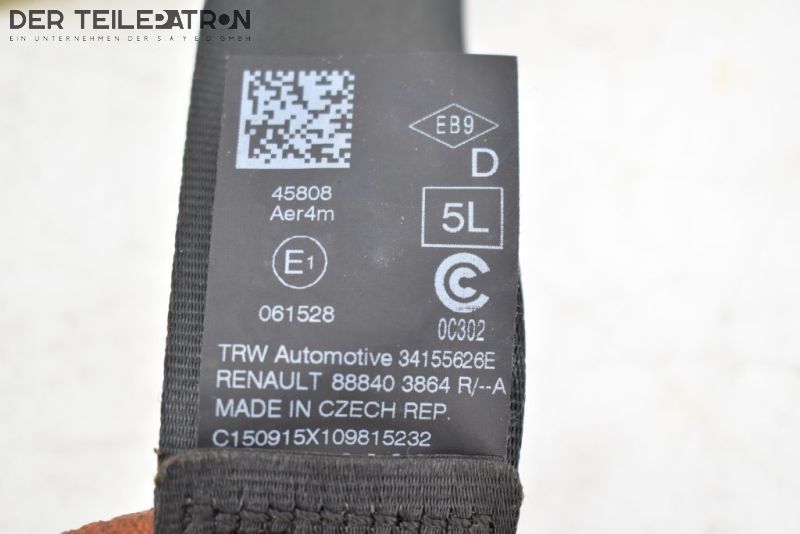 DER TEILEPATRON
EIN UNTERNEHMEN DER SAYED GMBH
EB9
D
45808
Aer4m
5L
E1
061528
0C302
TRW Automotive 34155626E
RENAULT 88840 3864 R/--A
MADE IN CZECH REP.
C150915X109815232